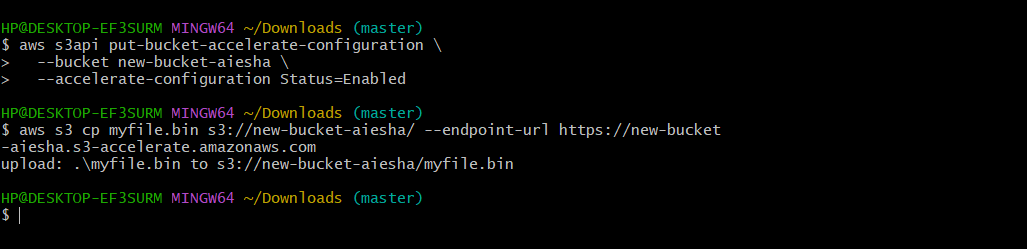 HP@DESKTOP-EF3SURM MINGW64 ~/Downloads (master)
$ aws s3api put-bucket-accelerate-configuration \
>   --bucket new-bucket-aiesha \
>   --accelerate-configuration Status=Enabled
HP@DESKTOP-EF3SURM MINGW64 ~/Downloads (master)
$ aws s3 cp myfile.bin s3://new-bucket-aiesha/ --endpoint-url https://new-bucket
-aiesha.s3-accelerate.amazonaws.com
upload: .\myfile.bin to s3://new-bucket-aiesha/myfile.bin
HP@DESKTOP-EF3SURM MINGW64 ~/Downloads (master)
$